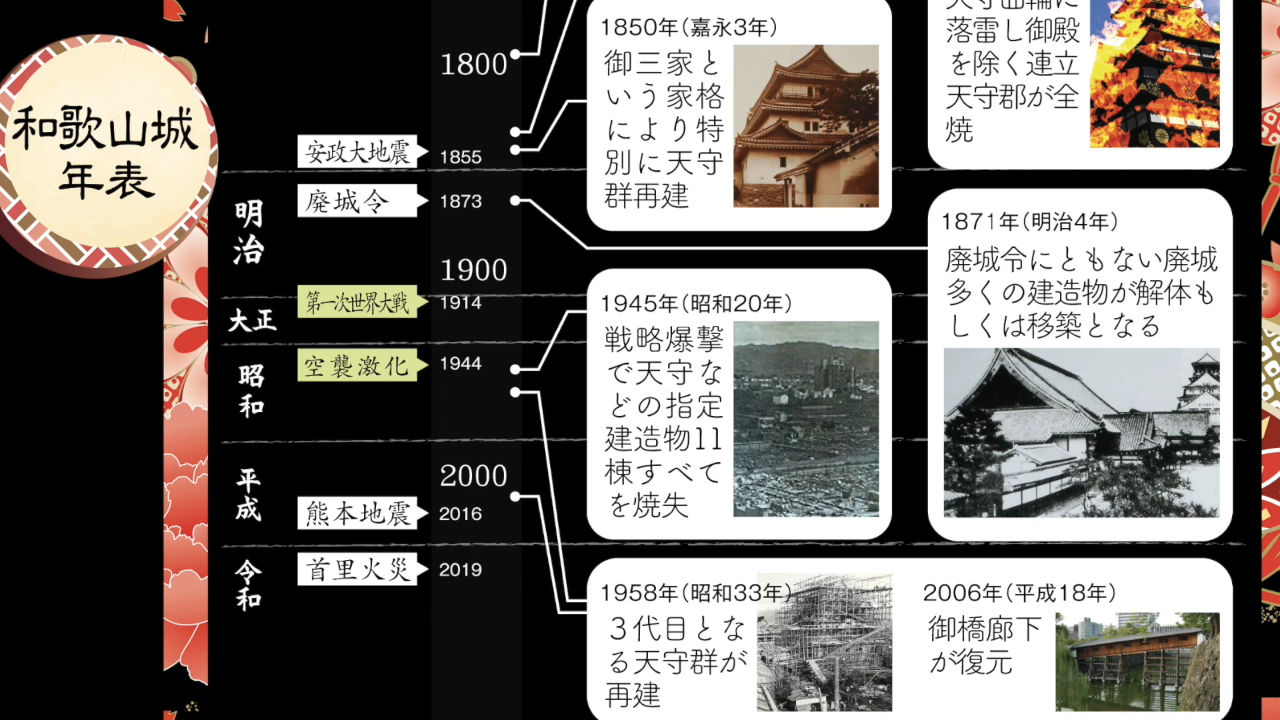 和歌山城
年表
明治
大正
昭和
平成
令和
安政大地震
廃城令
第一次世界大戦
空襲激化
熊本地震
首里火災
1800
1855
1873
1900
1914
1944
2000
2016
2019
1850年(嘉永3年)
御三家と
いう家格
により特
別に天守
群再建
落雷し御殿
を除く連立
天守郡が全
焼
1871年(明治4年)
廃城令にともない廃城
多くの建造物が解体も
しくは移築となる
1945年(昭和20年)
戦略爆撃
で天守な
どの指定
建造物11
棟すべて
を焼失
1958年(昭和33年)
3代目とな
る天守群が
再建
2006年(平成18年)
御橋廊下
が復元